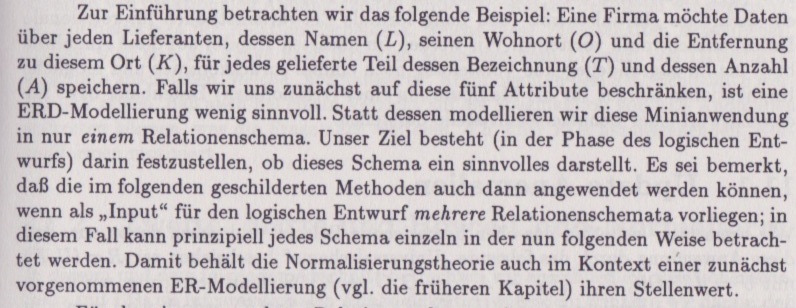 Zur Einführung betrachten wir das folgende Beispiel: Eine Firma möchte Daten
über jeden Lieferanten, dessen Namen (L), seinen Wohnort (O) und die Entfernung
zu diesem Ort (K), für jedes gelieferte Teil dessen Bezeichnung (T) und dessen Anzahl
(A) speichern. Falls wir uns zunächst auf diese fünf Attribute beschränken, ist eine
ERD-Modellierung wenig sinnvoll. Statt dessen modellieren wir diese Minianwendung
in nur einem Relationenschema. Unser Ziel besteht (in der Phase des logischen Ent-
wurfs) darin festzustellen, ob dieses Schema ein sinnvolles darstellt. Es sei bemerkt,
daß die im folgenden geschilderten Methoden auch dann angewendet werden können,
wenn als „Input“ für den logischen Entwurf mehrere Relationenschemata vorliegen; in
diesem Fall kann prinzipiell jedes Schema einzeln in der nun folgenden Weise betrach-
tet werden. Damit behält die Normalisierungstheorie auch im Kontext einer zunächst
vorgenommenen ER-Modellierung (vgl. die früheren Kapitel) ihren Stellenwert.